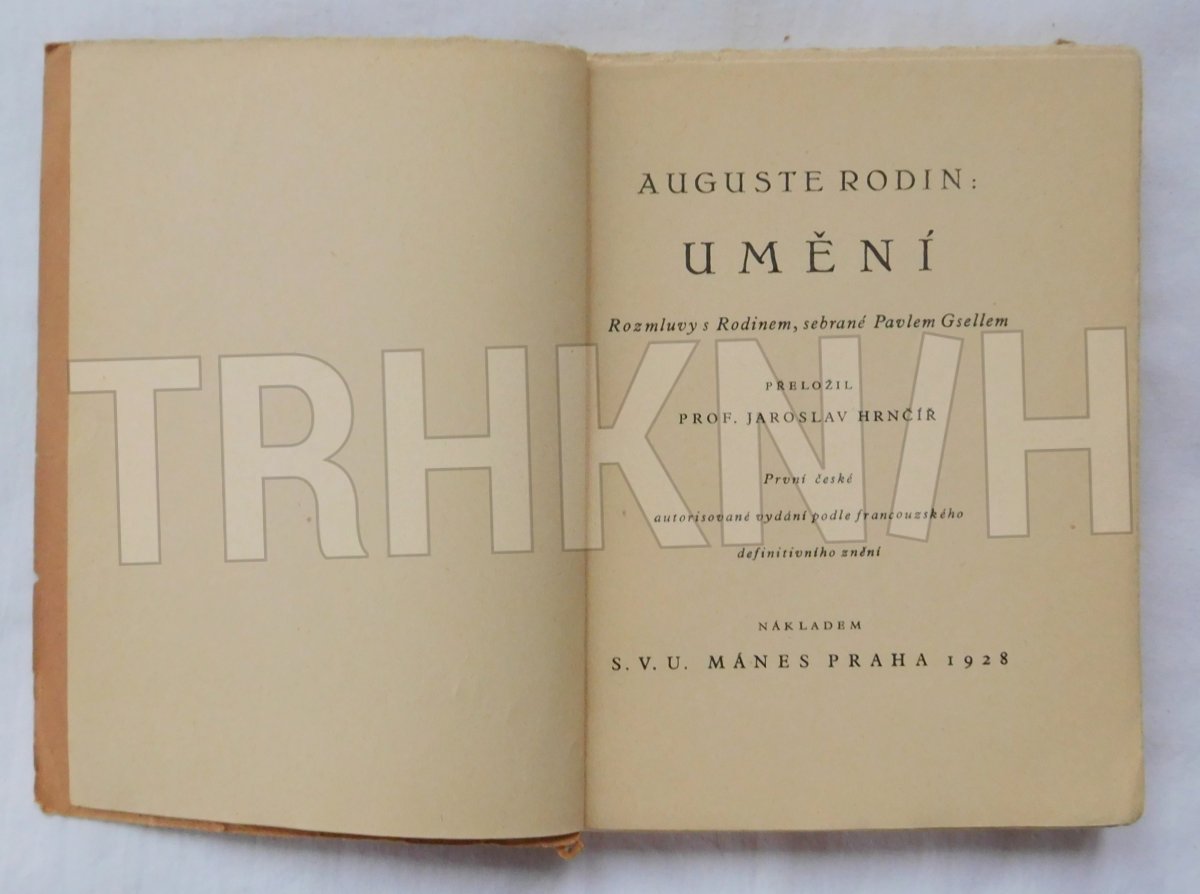 AUGUSTE RODIN:
UMĚNÍ
Rozmluvy s Rodinem, sebrané Pavlem Gsellem
PŘELOŽIL
PROF. JAROSLAV HRNČÍŘ
První české
autorisované vydání podle francouzského
definitivního znění
NÁKLADEM
S. V. U. MÁNES PRAHA 1928
TRHKN/H